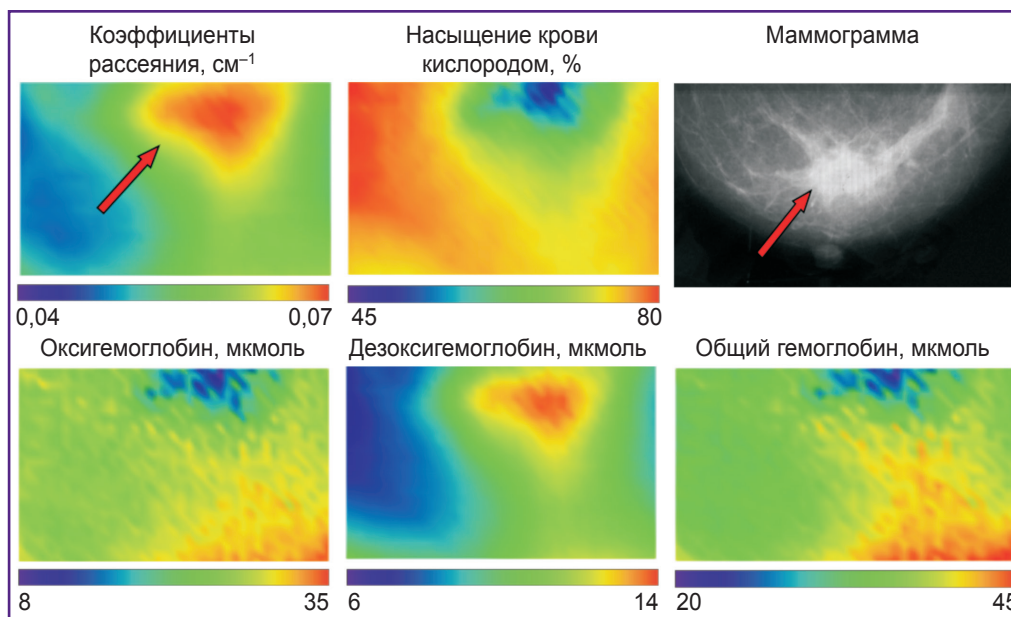 Коэффициенты
рассеяния, см⁻¹
Насыщение крови
кислородом, %
Маммограмма
0,04 0,07
45 80
Оксигемоглобин, мкмоль
Дезоксигемоглобин, мкмоль
Общий гемоглобин, мкмоль
8 35
6 14
20 45